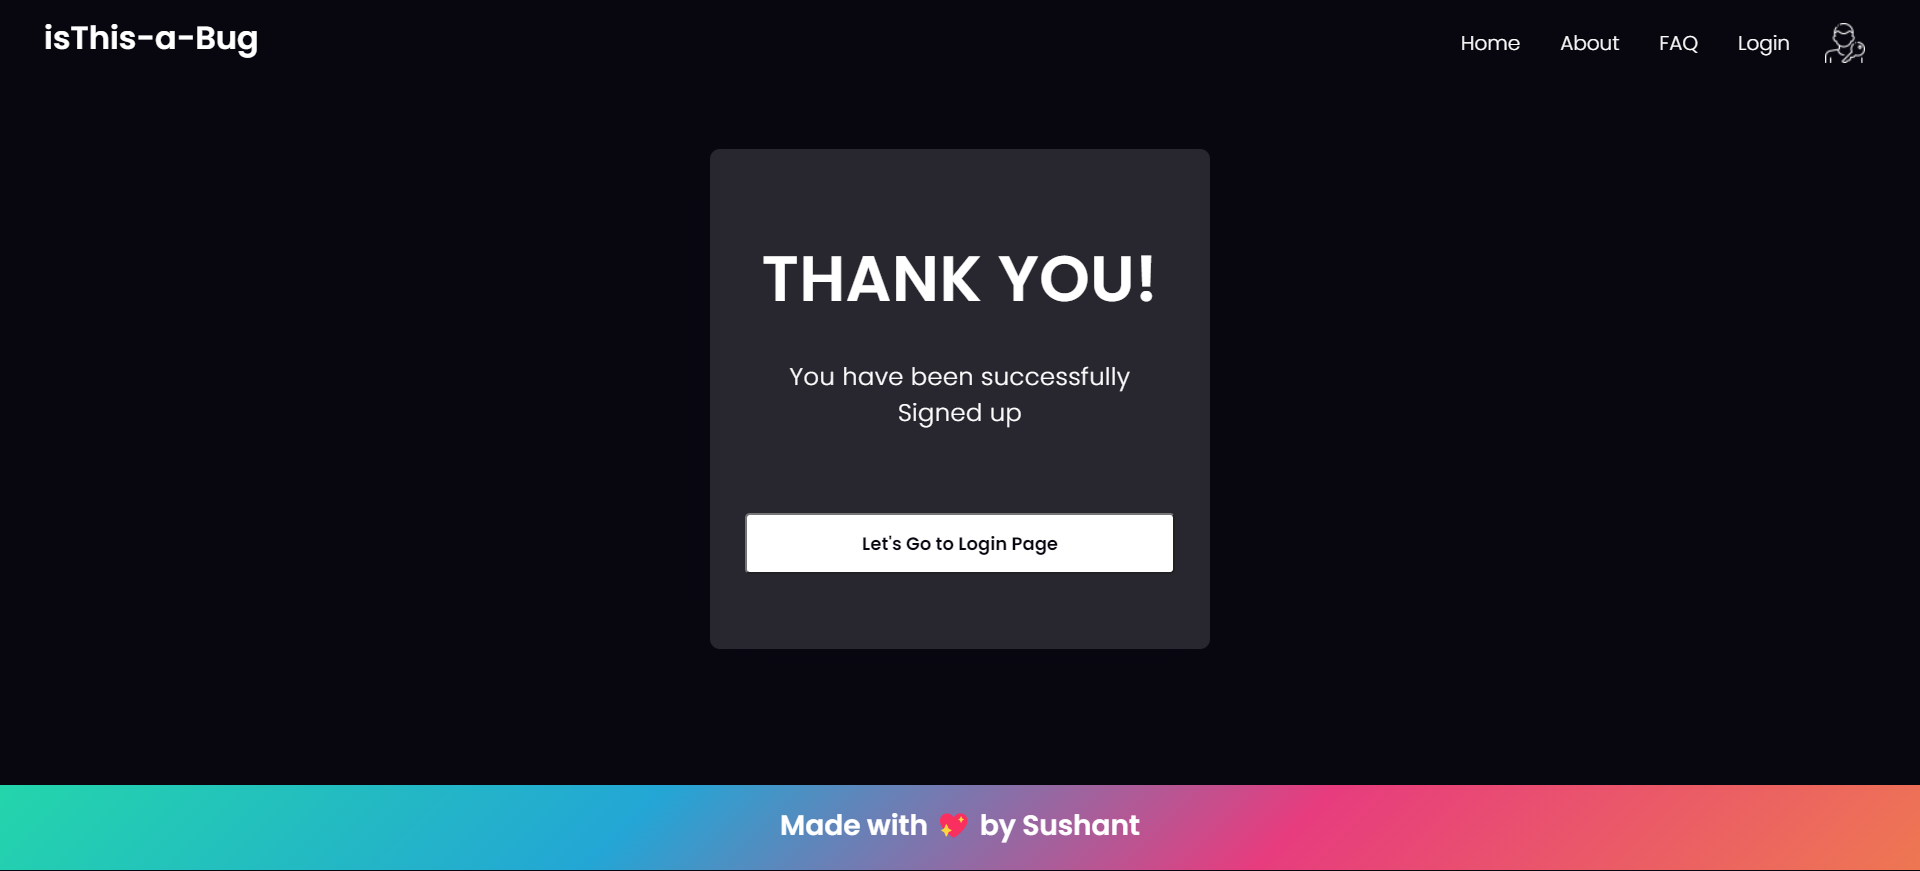 isThis-a-Bug
Home
About
FAQ
Login
THANK YOU!
You have been successfully
Signed up
Let's Go to Login Page
Made with 💖 by Sushant